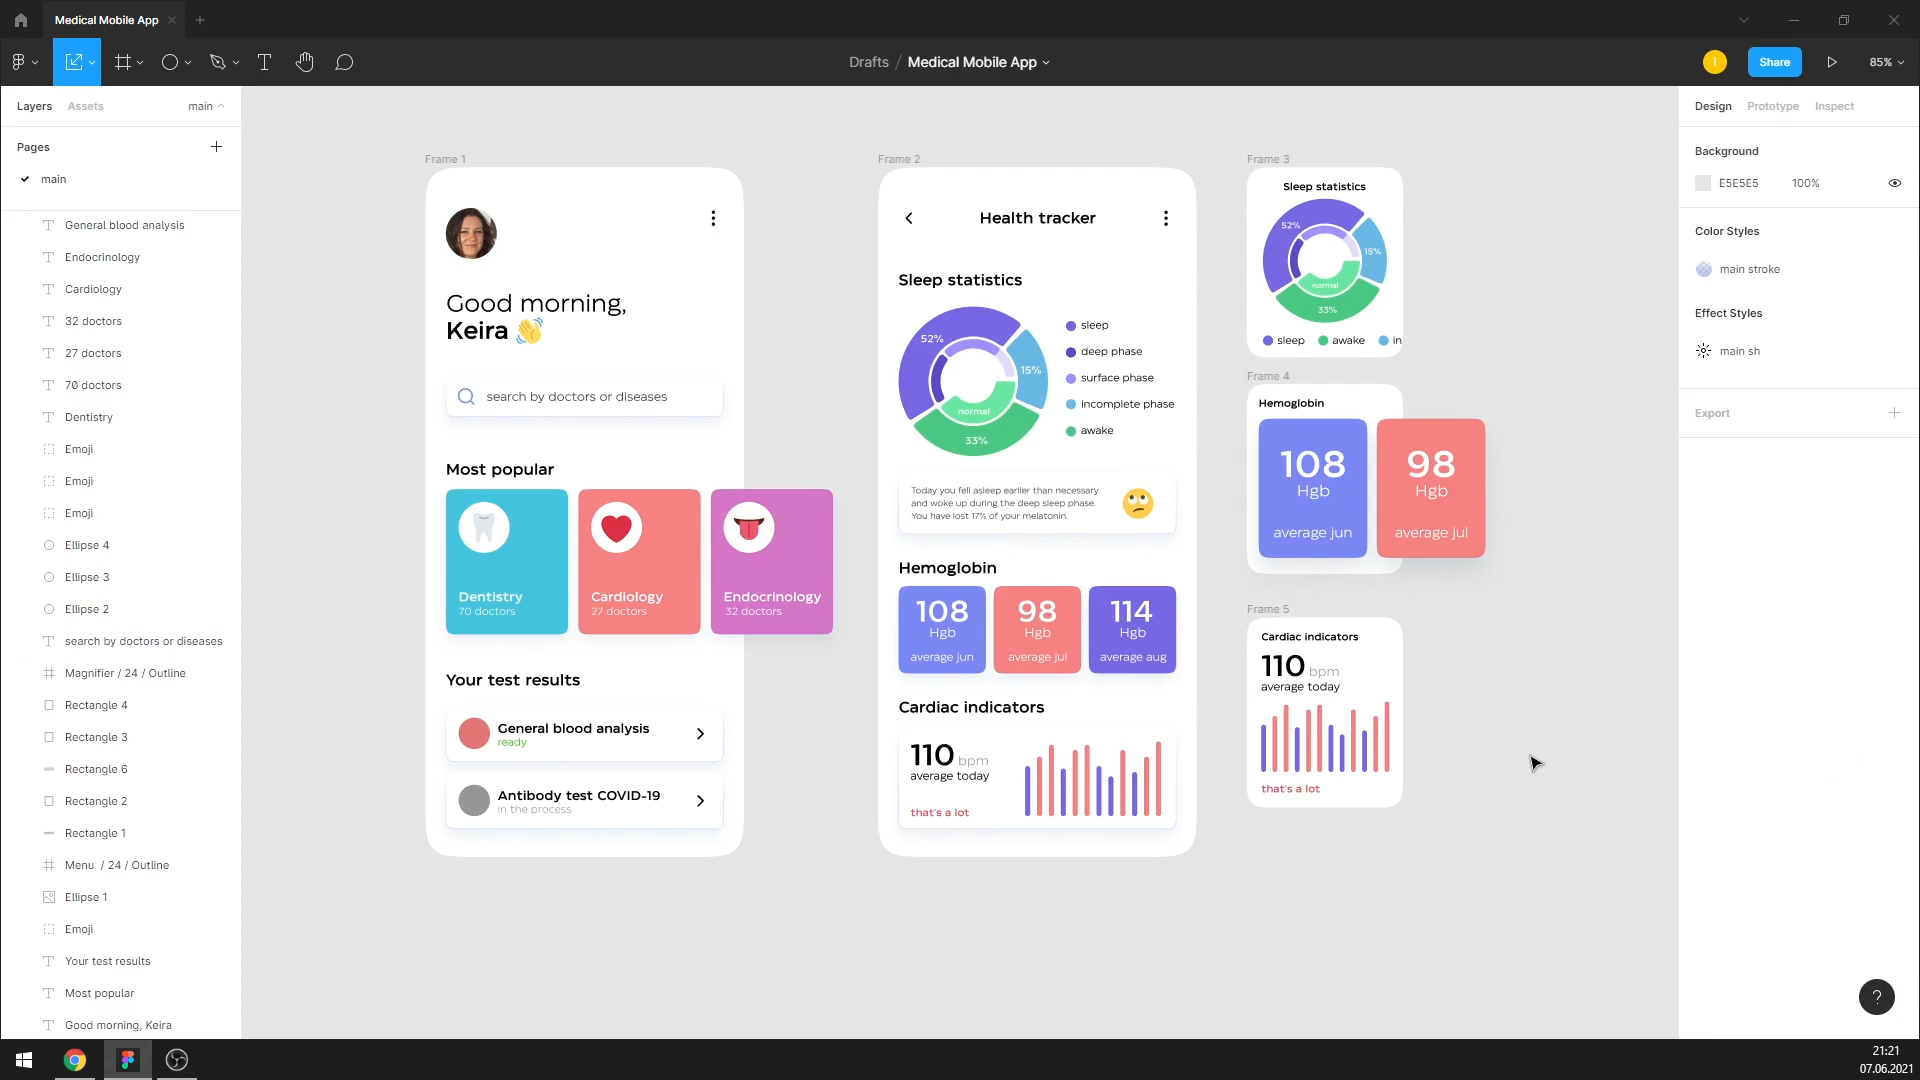 Medical Mobile App
Drafts / Medical Mobile App
I
Share
85%
Layers
Assets
main
Pages
main
General blood analysis
Endocrinology
Cardiology
32 doctors
27 doctors
70 doctors
Dentistry
Emoji
Emoji
Emoji
Ellipse 4
Ellipse 3
Ellipse 2
search by doctors or diseases
Magnifier / 24 / Outline
Rectangle 4
Rectangle 3
Rectangle 6
Rectangle 2
Rectangle 1
Menu / 24 / Outline
Ellipse 1
Emoji
Your test results
Most popular
Good morning, Keira
Frame 1
Good morning,
Keira 👋
search by doctors or diseases
Most popular
Dentistry
70 doctors
Cardiology
27 doctors
Endocrinology
32 doctors
Your test results
General blood analysis
ready
Antibody test COVID-19
in the process
Frame 2
Health tracker
Sleep statistics
52%
15%
normal
33%
sleep
deep phase
surface phase
incomplete phase
awake
Today you fell asleep earlier than necessary
and woke up during the deep sleep phase.
You have lost 17% of your melatonin.
Hemoglobin
108
Hgb
average jun
98
Hgb
average jul
114
Hgb
average aug
Cardiac indicators
110 bpm
average today
that's a lot
Frame 3
Sleep statistics
52%
15%
normal
33%
sleep
awake
in
Frame 4
Hemoglobin
108
Hgb
average jun
98
Hgb
average jul
Frame 5
Cardiac indicators
110 bpm
average today
that's a lot
Design
Prototype
Inspect
Background
E5E5E5
100%
Color Styles
main stroke
Effect Styles
main sh
Export
?
21:21
07.06.2021